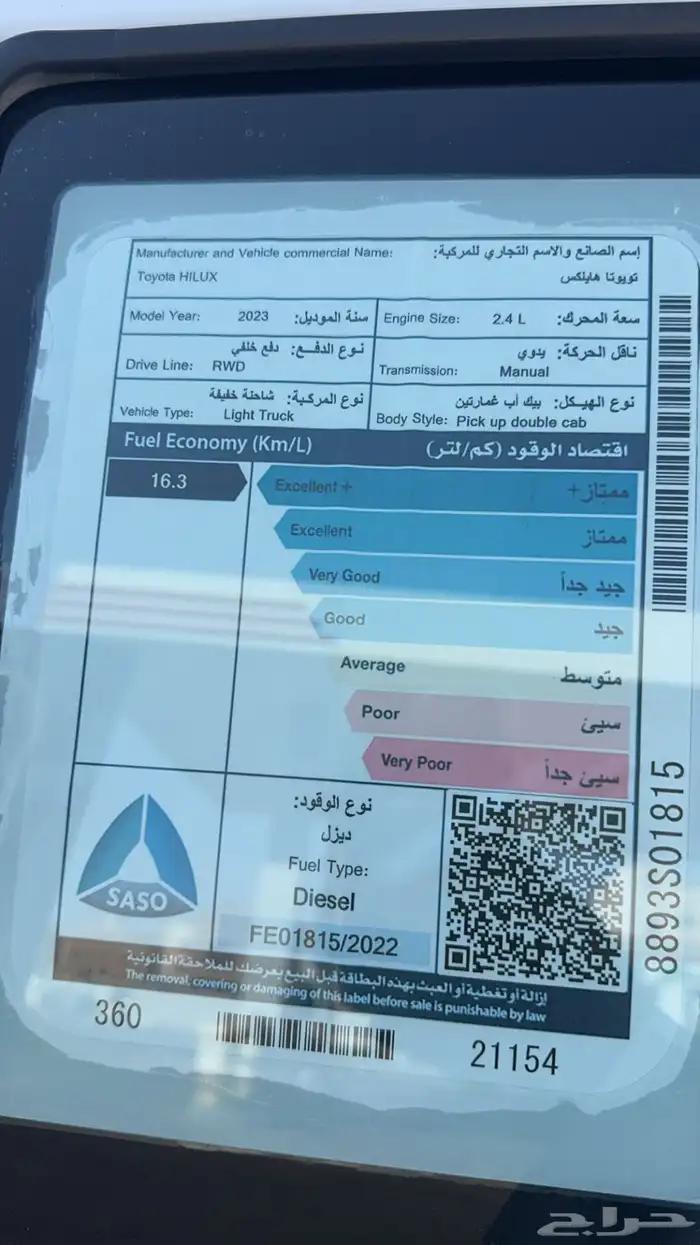 Manufacturer and Vehicle commercial Name: إسم الصانع والاسم التجاري للمركبة:
Toyota HILUX تويوتا هايلكس
Model Year: 2023 سنة الموديل:
Engine Size: 2.4 L سعة المحرك:
نوع الدفع: دفع خلفي
Drive Line: RWD
ناقل الحركة: يدوي
Transmission: Manual
نوع المركبة: شاحنة خفيفة
Vehicle Type: Light Truck
نوع الهيكل: بيك أب غمارتين
Body Style: Pick up double cab
Fuel Economy (Km/L) اقتصاد الوقود (كم/لتر)
16.3
Excellent + ممتاز+
Excellent ممتاز
Very Good جيد جداً
Good جيد
Average متوسط
Poor سيئ
Very Poor سيئ جداً
SASO
نوع الوقود:
ديزل
Fuel Type:
Diesel
FE01815/2022
8893S01815
إزالة أو تغطية أو العبث بهذه البطاقة قبل البيع يعرضك للملاحقة القانونية
The removal, covering or damaging of this label before sale is punishable by law
360
21154
حراج